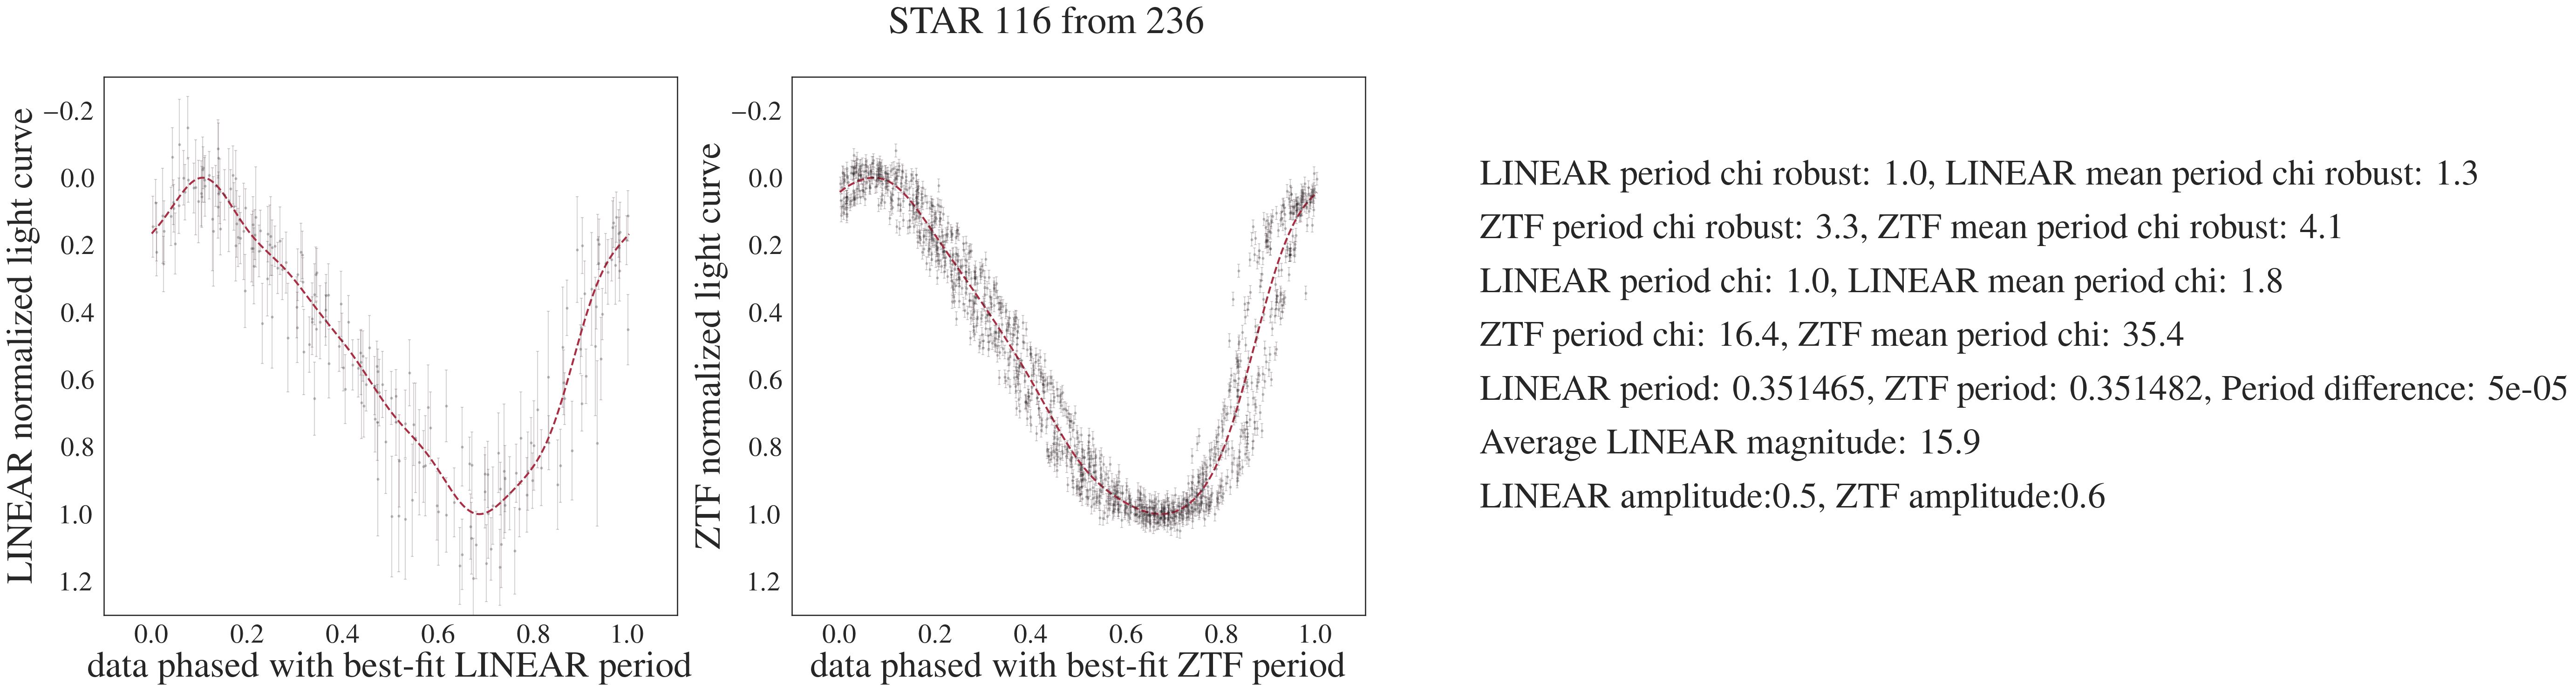 STAR 116 from 236
LINEAR normalized light curve
−0.2
0.0
0.2
0.4
0.6
0.8
1.0
1.2
0.0 0.2 0.4 0.6 0.8 1.0
data phased with best-fit LINEAR period
ZTF normalized light curve
−0.2
0.0
0.2
0.4
0.6
0.8
1.0
1.2
0.0 0.2 0.4 0.6 0.8 1.0
data phased with best-fit ZTF period
LINEAR period chi robust: 1.0, LINEAR mean period chi robust: 1.3
ZTF period chi robust: 3.3, ZTF mean period chi robust: 4.1
LINEAR period chi: 1.0, LINEAR mean period chi: 1.8
ZTF period chi: 16.4, ZTF mean period chi: 35.4
LINEAR period: 0.351465, ZTF period: 0.351482, Period difference: 5e-05
Average LINEAR magnitude: 15.9
LINEAR amplitude:0.5, ZTF amplitude:0.6